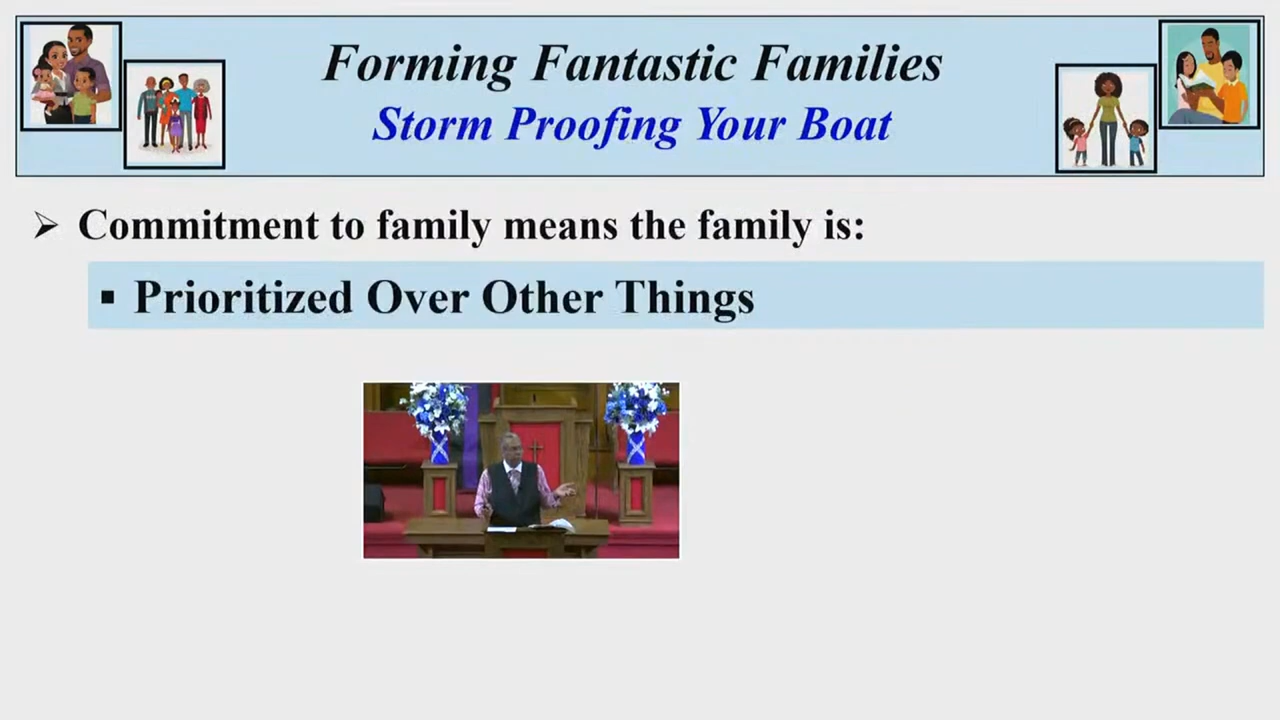 Forming Fantastic Families
Storm Proofing Your Boat
Commitment to family means the family is:
Prioritized Over Other Things